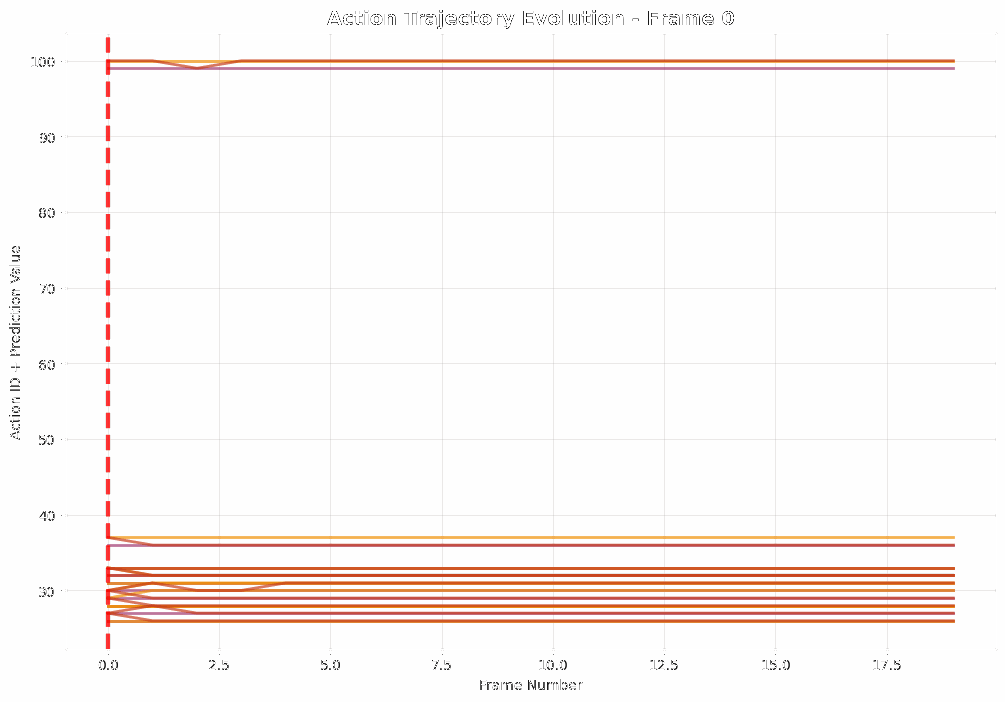 Action Trajectory Evolution - Frame 0
100
90
80
70
60
50
40
30
Action ID + Prediction Value
0.0 2.5 5.0 7.5 10.0 12.5 15.0 17.5
Frame Number